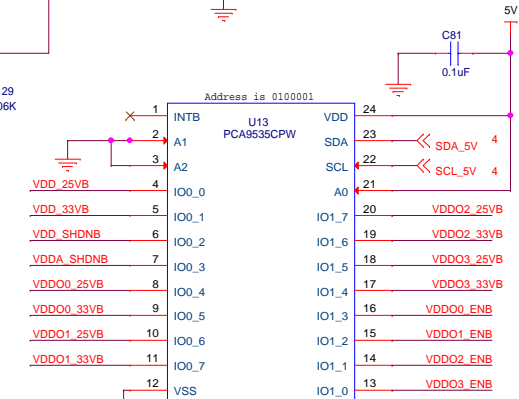 5V
C81
0.1uF
29
06K
Address is 0100001
U13
PCA9535CPW
1 INTB VDD 24
2 A1 SDA 23 SDA_5V 4
3 A2 SCL 22 SCL_5V 4
VDD_25VB 4 IO0_0 A0 21
VDD_33VB 5 IO0_1 IO1_7 20 VDDO2_25VB
VDD_SHDNB 6 IO0_2 IO1_6 19 VDDO2_33VB
VDDA_SHDNB 7 IO0_3 IO1_5 18 VDDO3_25VB
VDDO0_25VB 8 IO0_4 IO1_4 17 VDDO3_33VB
VDDO0_33VB 9 IO0_5 IO1_3 16 VDDO0_ENB
VDDO1_25VB 10 IO0_6 IO1_2 15 VDDO1_ENB
VDDO1_33VB 11 IO0_7 IO1_1 14 VDDO2_ENB
12 VSS IO1_0 13 VDDO3_ENB